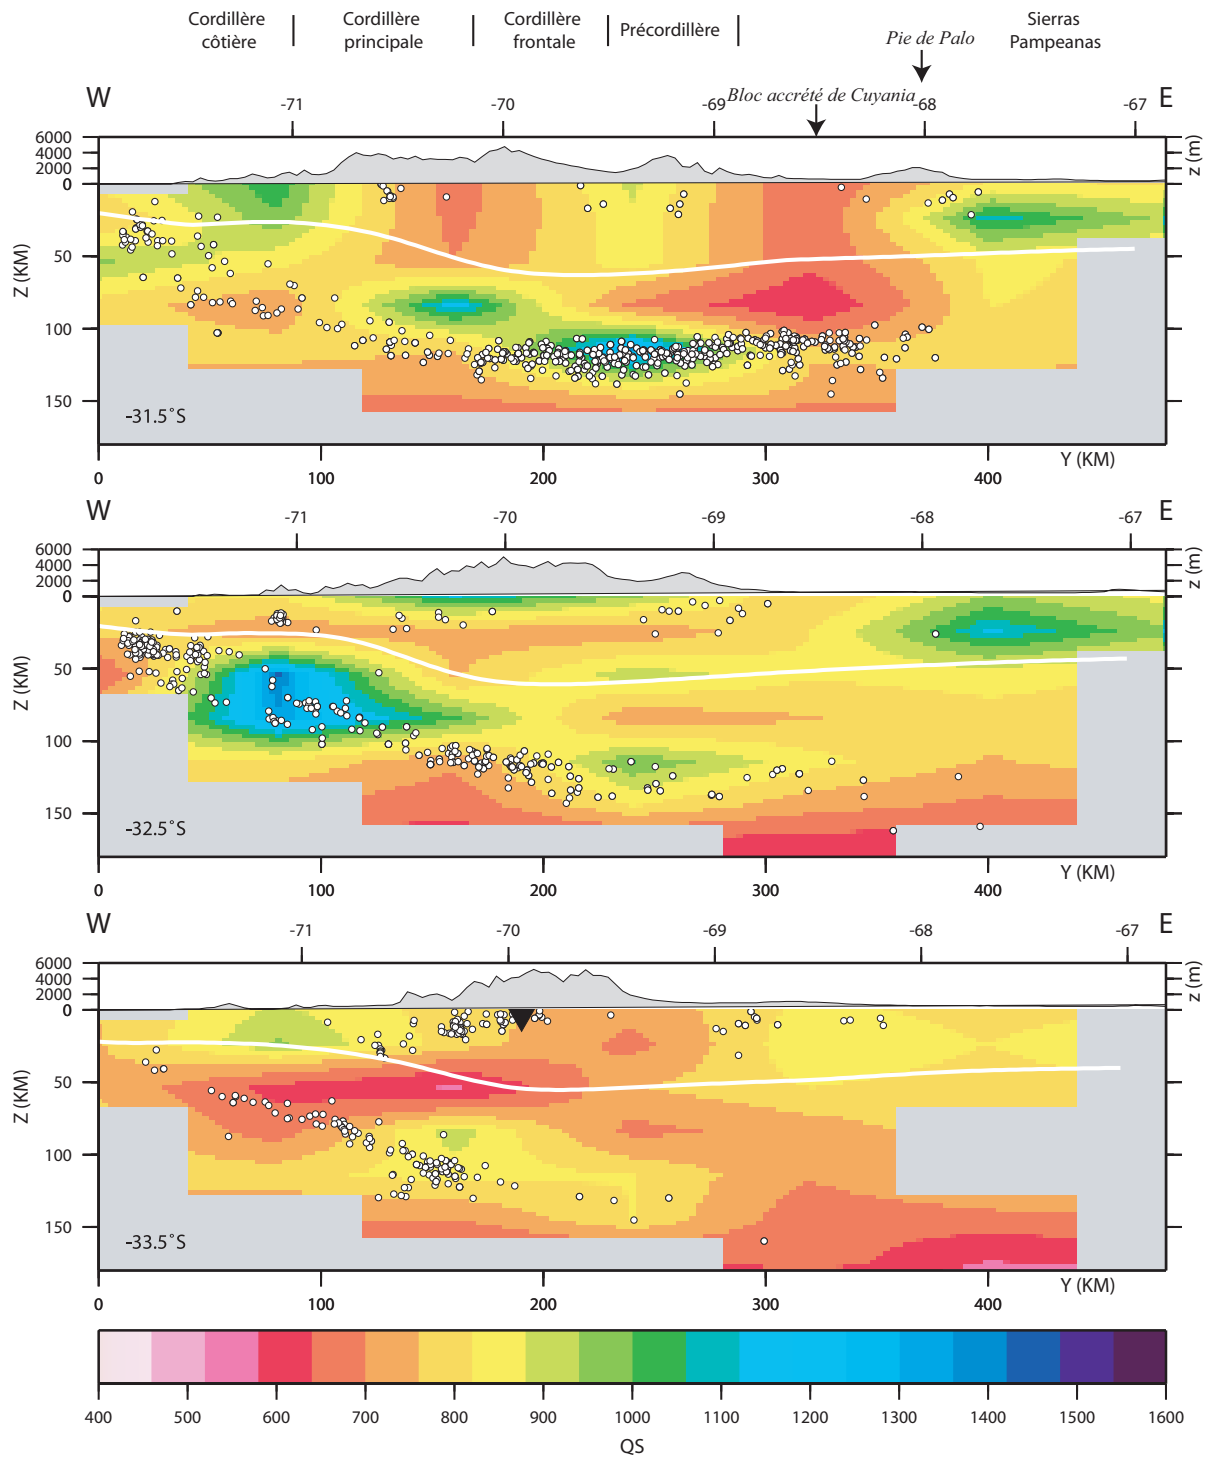 Cordillère côtière
Cordillère principale
Cordillère frontale
Précordillère
Sierras Pampeanas
Pie de Palo
Bloc accrété de Cuyania
W
-71
-70
-69
-68
-67
E
6000
4000
2000
0
50
100
150
Z (KM)
z (m)
-31.5°S
0
100
200
300
400
Y (KM)
W
-71
-70
-69
-68
-67
E
6000
4000
2000
0
50
100
150
Z (KM)
z (m)
-32.5°S
0
100
200
300
400
Y (KM)
W
-71
-70
-69
-68
-67
E
6000
4000
2000
0
50
100
150
Z (KM)
z (m)
-33.5°S
0
100
200
300
400
Y (KM)
400
500
600
700
800
900
1000
1100
1200
1300
1400
1500
1600
QS